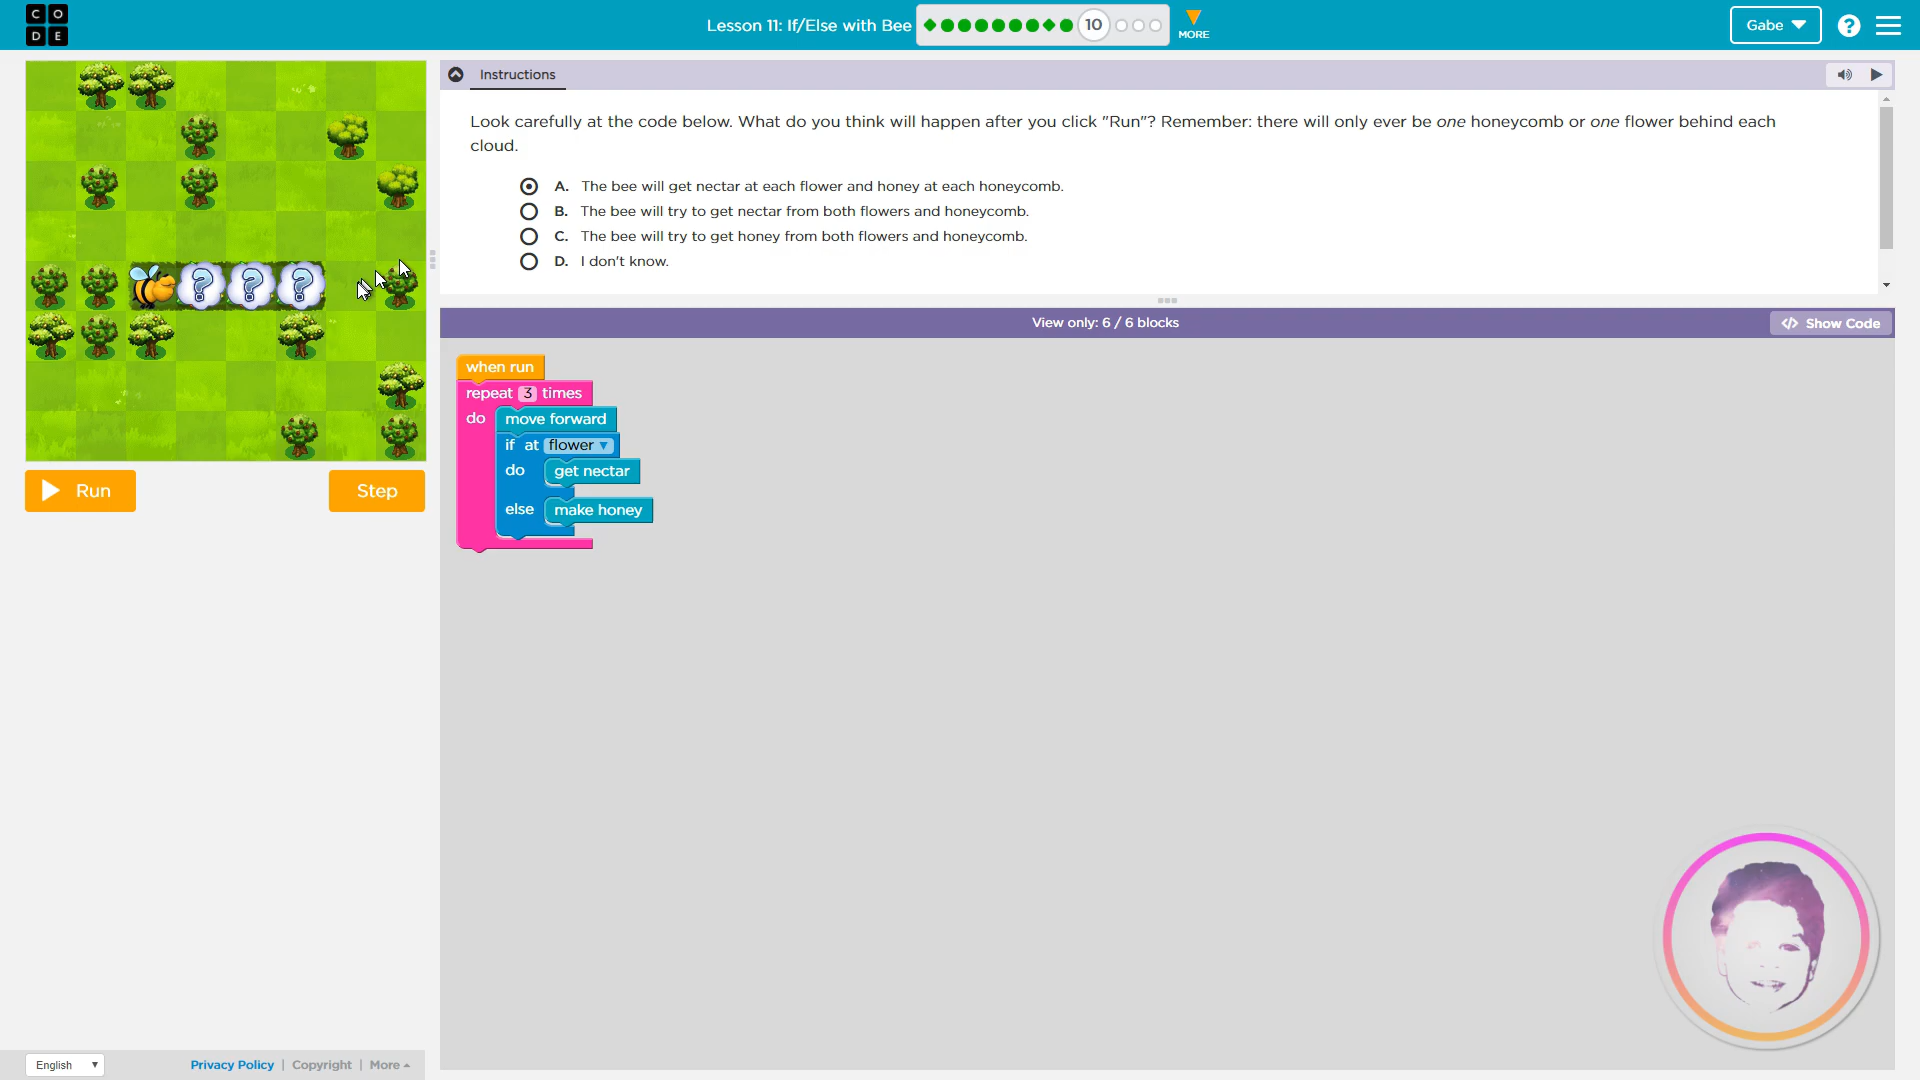 C O
D E
Lesson 11: If/Else with Bee
10
MORE
Gabe
?
Instructions
Look carefully at the code below. What do you think will happen after you click "Run"? Remember: there will only ever be one honeycomb or one flower behind each
cloud.
A. The bee will get nectar at each flower and honey at each honeycomb.
B. The bee will try to get nectar from both flowers and honeycomb.
C. The bee will try to get honey from both flowers and honeycomb.
D. I don't know.
? ? ?
View only: 6 / 6 blocks
</> Show Code
when run
repeat 3 times
do move forward
if at flower ▼
do get nectar
else make honey
Run
Step
English ▼
Privacy Policy | Copyright | More